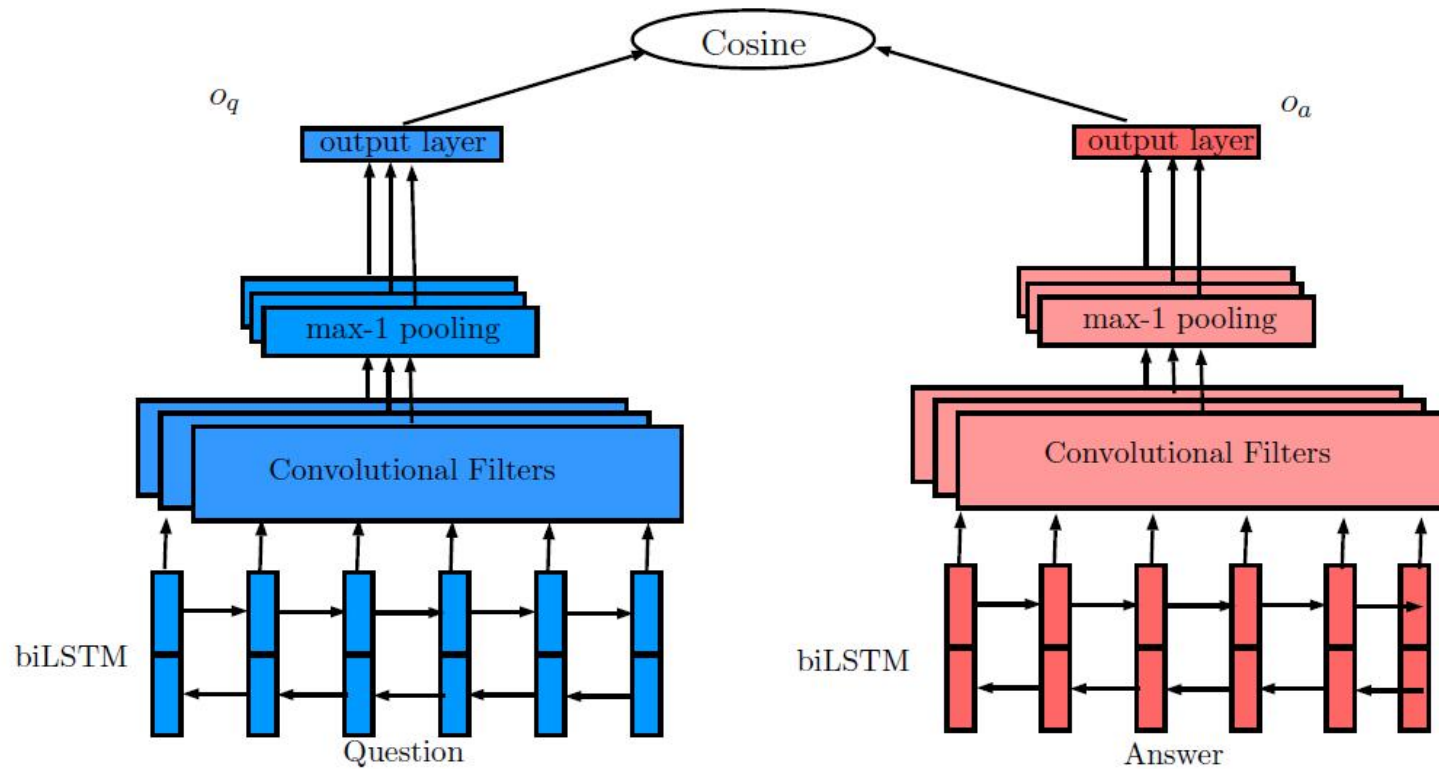 Cosine
o_q
o_a
output layer
output layer
max-1 pooling
max-1 pooling
Convolutional Filters
Convolutional Filters
biLSTM
biLSTM
Question
Answer